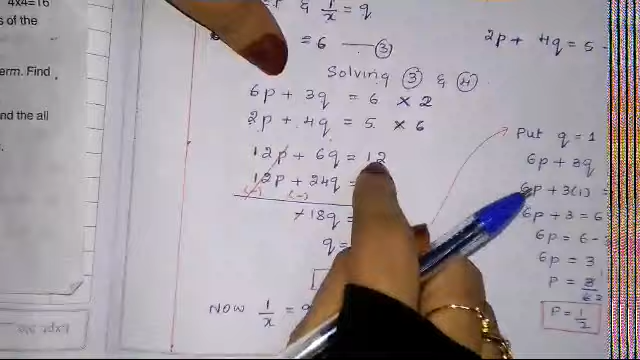 4x4=16
s of the
erm. Find
nd the all
P & 1/x = q
= 6 — ③
2p + 4q = 5 -
Solving ③ & ④
6p + 3q = 6 × 2
2p + 4q = 5 × 6
12p + 6q = 12
12p + 24q =
(-) (-)
-18q =
q =
NOW 1/x =
Put q = 1
6p + 3q
6p + 3(1) =
6p + 3 = 6
6p = 6 -
6p = 3
P = 3/6 2
P = 1/2